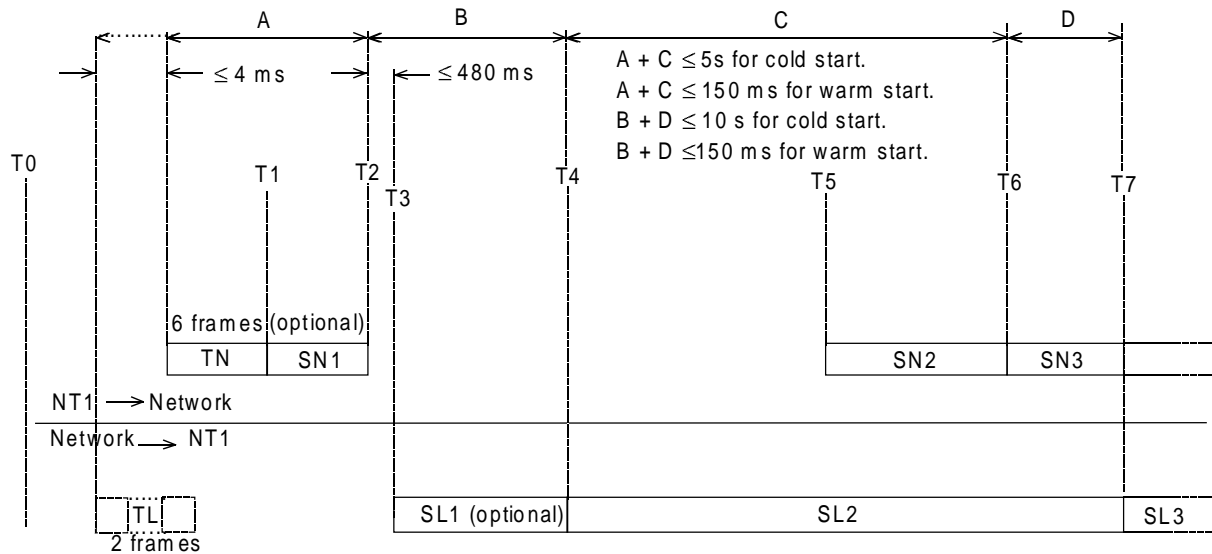 A B C D
≤ 4 ms ≤ 480 ms
A + C ≤ 5s for cold start.
A + C ≤ 150 ms for warm start.
B + D ≤ 10 s for cold start.
B + D ≤150 ms for warm start.
T0 T1 T2 T3 T4 T5 T6 T7
6 frames (optional)
TN SN1 SN2 SN3
NT1 → Network
Network → NT1
TL SL1 (optional) SL2 SL3
2 frames